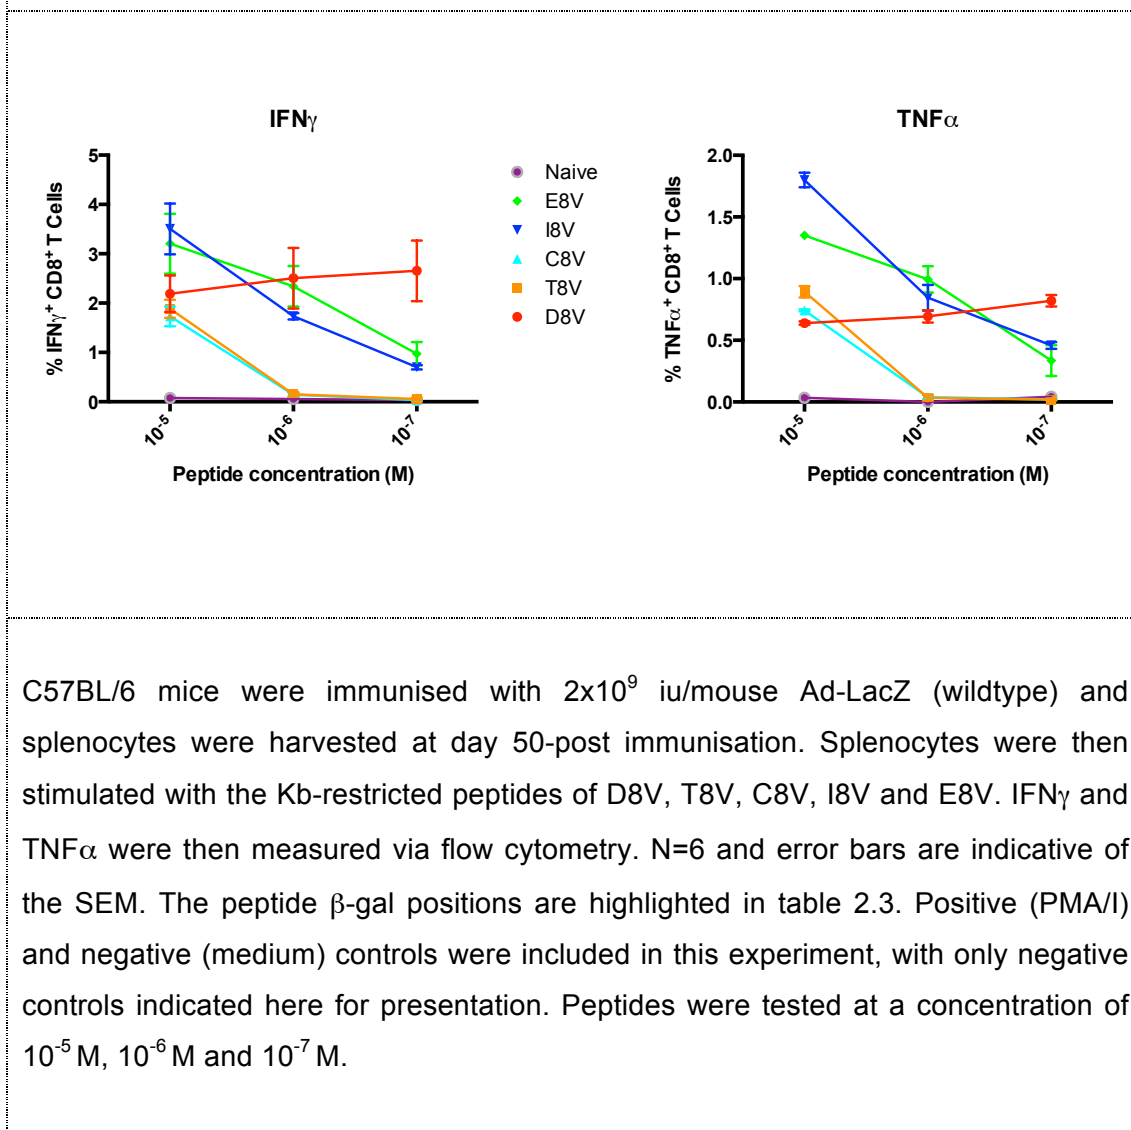 IFNγ
% IFNγ⁺ CD8⁺ T Cells
5
4
3
2
1
0
10⁻⁵
10⁻⁶
10⁻⁷
Peptide concentration (M)
Naive
E8V
I8V
C8V
T8V
D8V
TNFα
% TNFα⁺ CD8⁺ T Cells
2.0
1.5
1.0
0.5
0.0
10⁻⁵
10⁻⁶
10⁻⁷
Peptide concentration (M)
C57BL/6 mice were immunised with 2x10⁹ iu/mouse Ad-LacZ (wildtype) and
splenocytes were harvested at day 50-post immunisation. Splenocytes were then
stimulated with the Kb-restricted peptides of D8V, T8V, C8V, I8V and E8V. IFNγ and
TNFα were then measured via flow cytometry. N=6 and error bars are indicative of
the SEM. The peptide β-gal positions are highlighted in table 2.3. Positive (PMA/I)
and negative (medium) controls were included in this experiment, with only negative
controls indicated here for presentation. Peptides were tested at a concentration of
10⁻⁵ M, 10⁻⁶ M and 10⁻⁷ M.